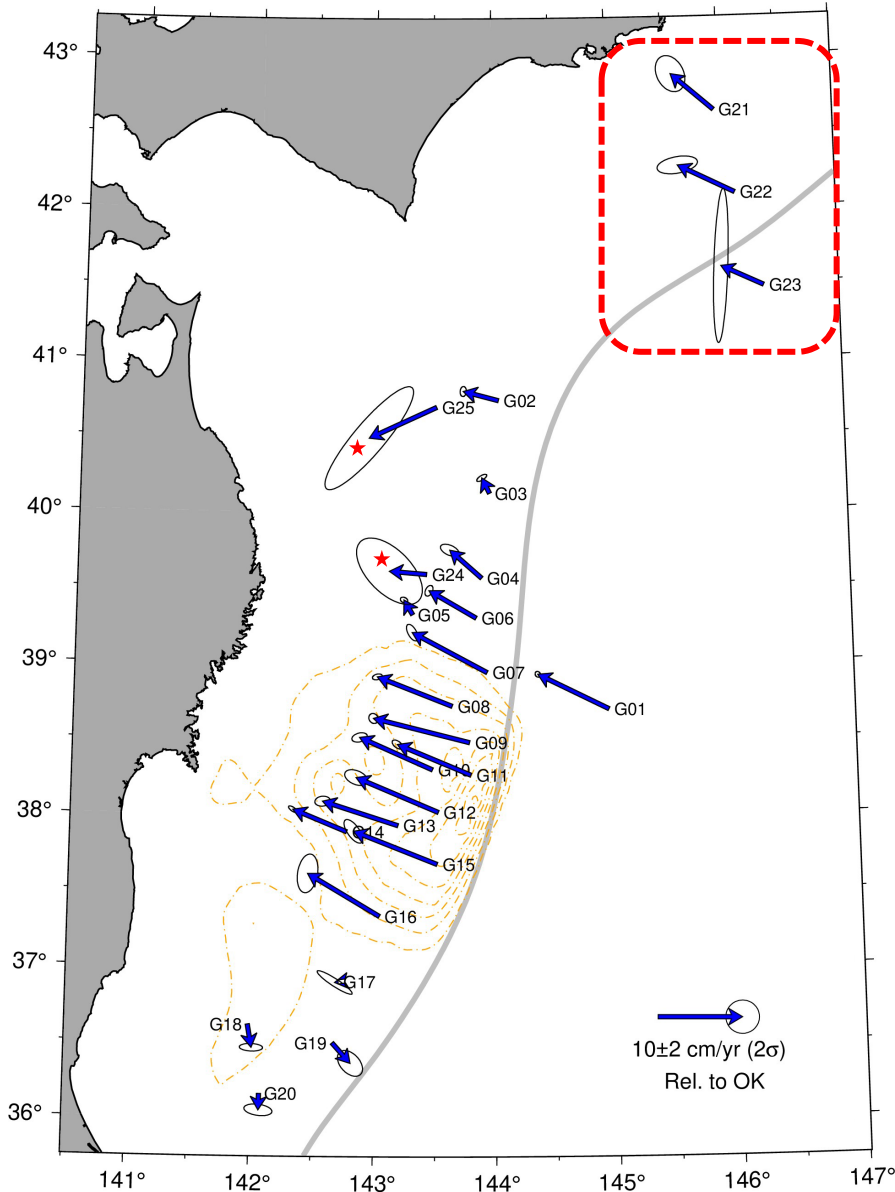 43°
G21
42°
G22
G23
41°
G02
G25
G03
40°
G04
G24
G05
G06
39°
G07
G01
G08
G09
G10
G11
38°
G12
G13
G14
G15
G16
37°
G17
G18
G19
10±2 cm/yr (2σ)
Rel. to OK
G20
36°
141°
142°
143°
144°
145°
146°
147°